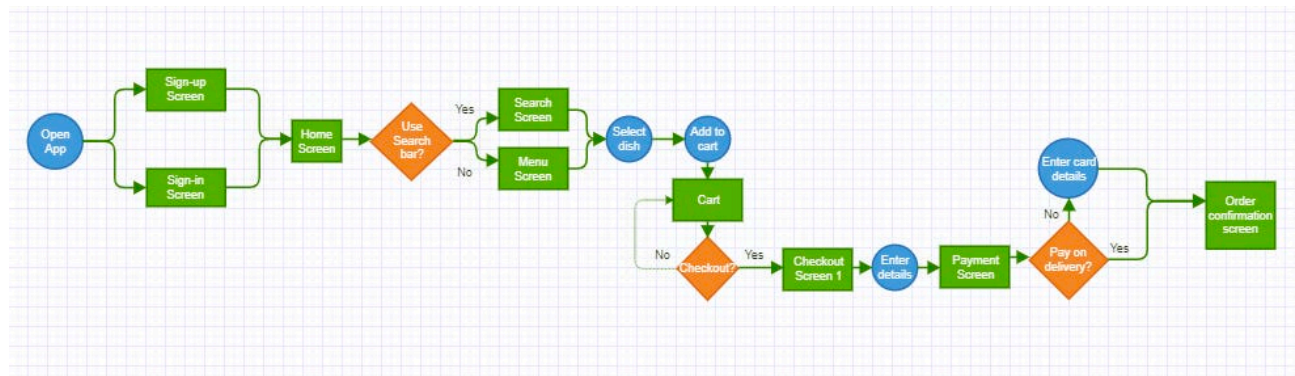 Open
App
Sign-up
Screen
Sign-in
Screen
Home
Screen
Use
Search
bar?
Yes
No
Search
Screen
Menu
Screen
Select
dish
Add to
cart
Cart
Checkout?
No
Yes
Checkout
Screen 1
Enter
details
Payment
Screen
Pay on
delivery?
No
Yes
Enter card
details
Order
confirmation
screen